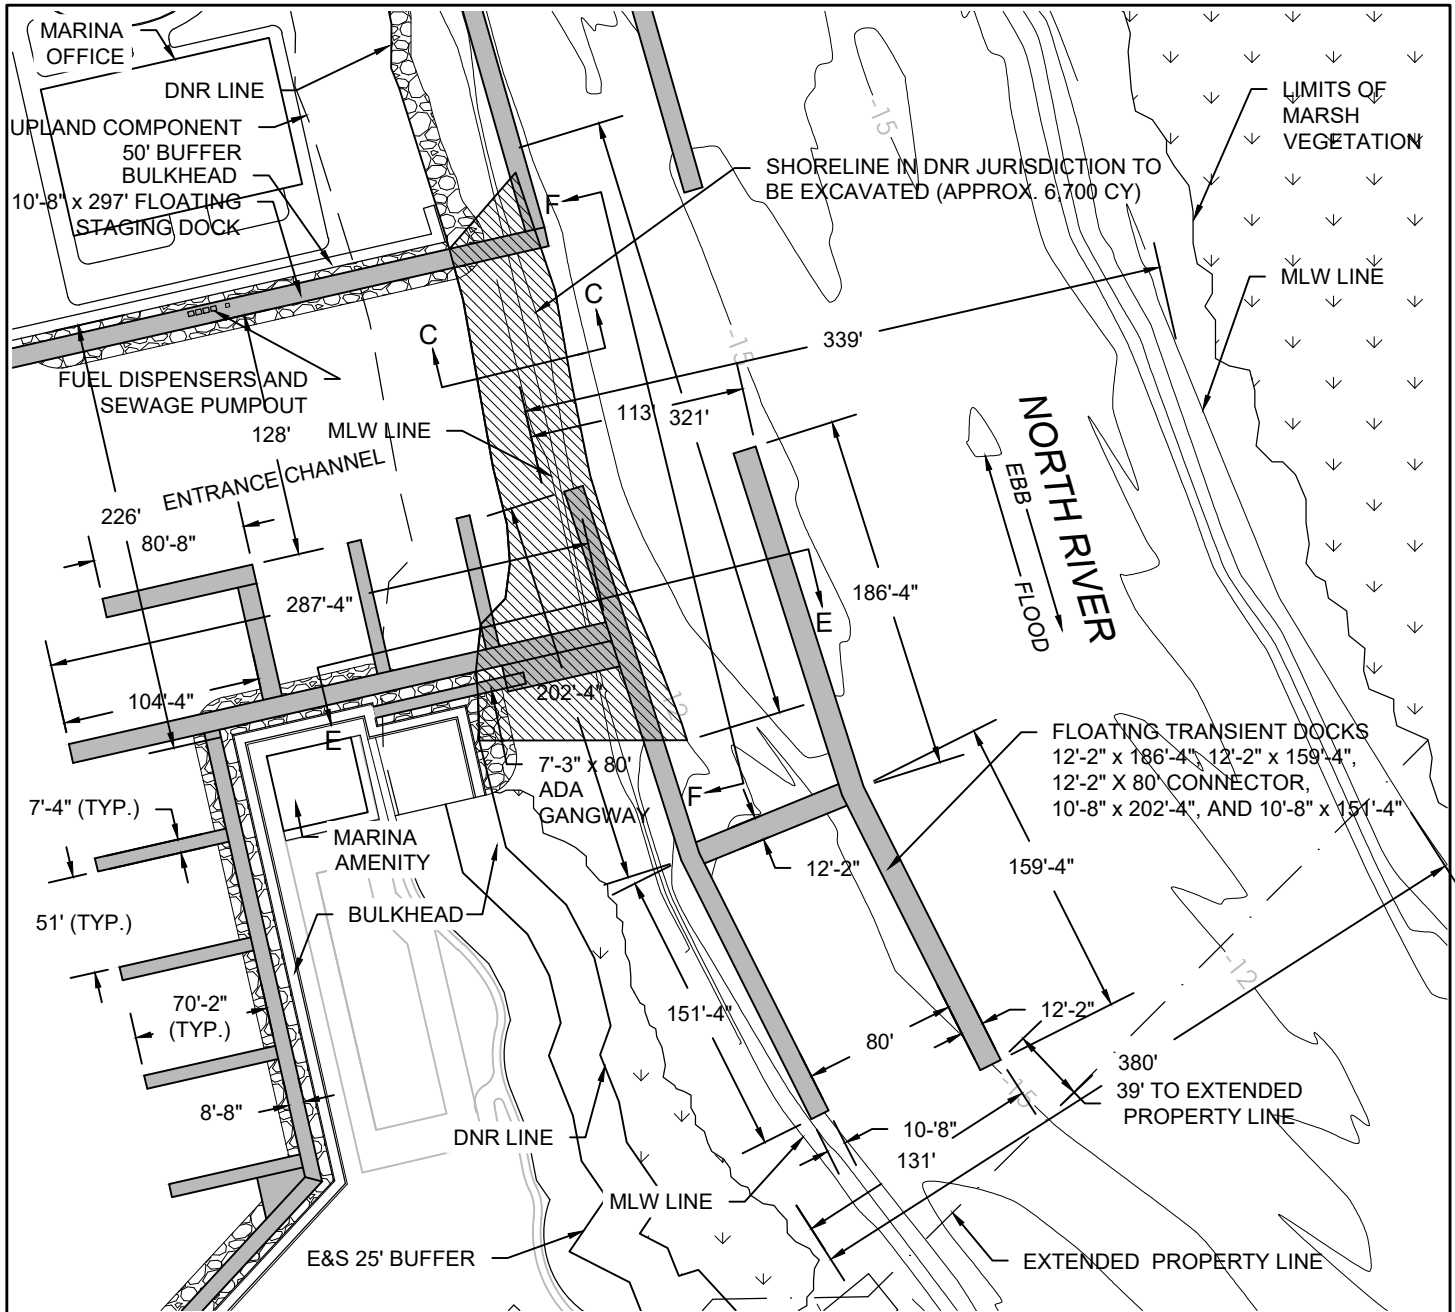 MARINA
OFFICE
DNR LINE
UPLAND COMPONENT
50' BUFFER
BULKHEAD
10'-8" x 297' FLOATING
STAGING DOCK
FUEL DISPENSERS AND
SEWAGE PUMPOUT
128'
MLW LINE
ENTRANCE CHANNEL
226'
80'-8"
287'-4"
104'-4"
E
202'-4"
7'-3" x 80'
ADA
GANGWAY
7'-4" (TYP.)
MARINA
AMENITY
51' (TYP.)
BULKHEAD
70'-2"
(TYP.)
8'-8"
DNR LINE
E&S 25' BUFFER
MLW LINE
151'-4"
SHORELINE IN DNR JURISDICTION TO
BE EXCAVATED (APPROX. 6,700 CY)
F
C
C
-15
-15
339'
113'
321'
E
186'-4"
-12
F
12'-2"
NORTH RIVER
EBB
FLOOD
LIMITS OF
MARSH
VEGETATION
MLW LINE
FLOATING TRANSIENT DOCKS
12'-2" x 186'-4", 12'-2" x 159'-4",
12'-2" X 80' CONNECTOR,
10'-8" x 202'-4", AND 10'-8" x 151'-4"
159'-4"
-12
12'-2"
80'
380'
-15
39' TO EXTENDED
PROPERTY LINE
10-'8"
131'
EXTENDED PROPERTY LINE